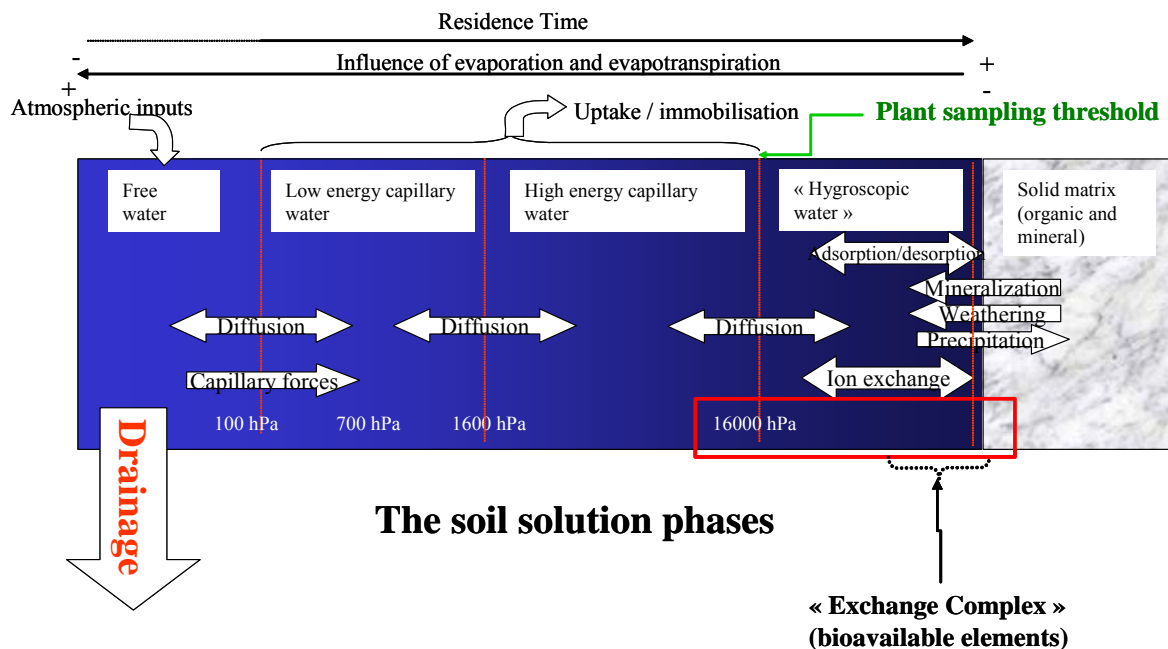 Residence Time
-
+
Influence of evaporation and evapotranspiration
+
-
Atmospheric inputs
Uptake / immobilisation
Plant sampling threshold
Free
water
Low energy capillary
water
High energy capillary
water
« Hygroscopic
water »
Solid matrix
(organic and
mineral)
Adsorption/desorption
Mineralization
Weathering
Precipitation
Diffusion
Diffusion
Diffusion
Capillary forces
Ion exchange
100 hPa
700 hPa
1600 hPa
16000 hPa
Drainage
The soil solution phases
« Exchange Complex »
(bioavailable elements)